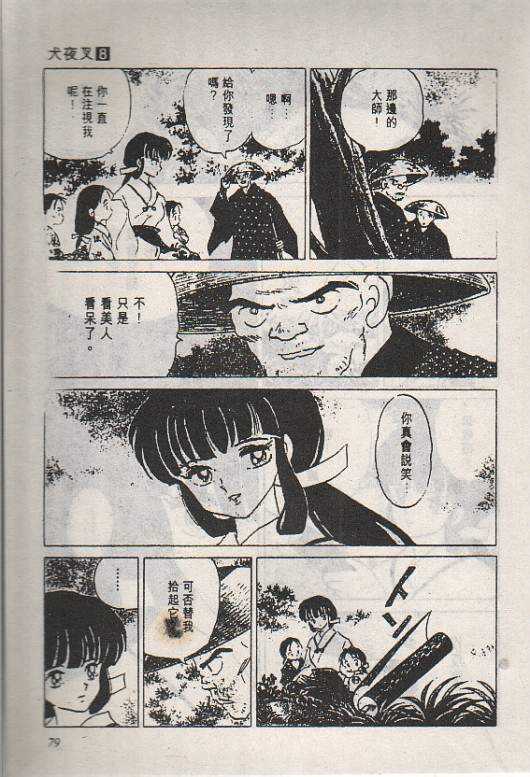 犬夜叉8
那邊的
大師！
啊…
嗯…
給你發現了
嗎？
你一直
在注視我
呢！
不！
只是
看美人
看呆了。
你真會説笑…
イン
可否替我
拾起它
……
79